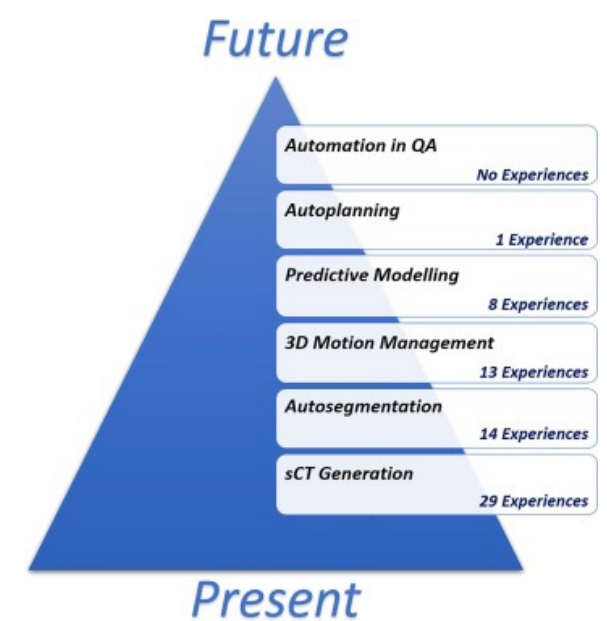 Future
Automation in QA
No Experiences
Autoplanning
1 Experience
Predictive Modelling
8 Experiences
3D Motion Management
13 Experiences
Autosegmentation
14 Experiences
sCT Generation
29 Experiences
Present